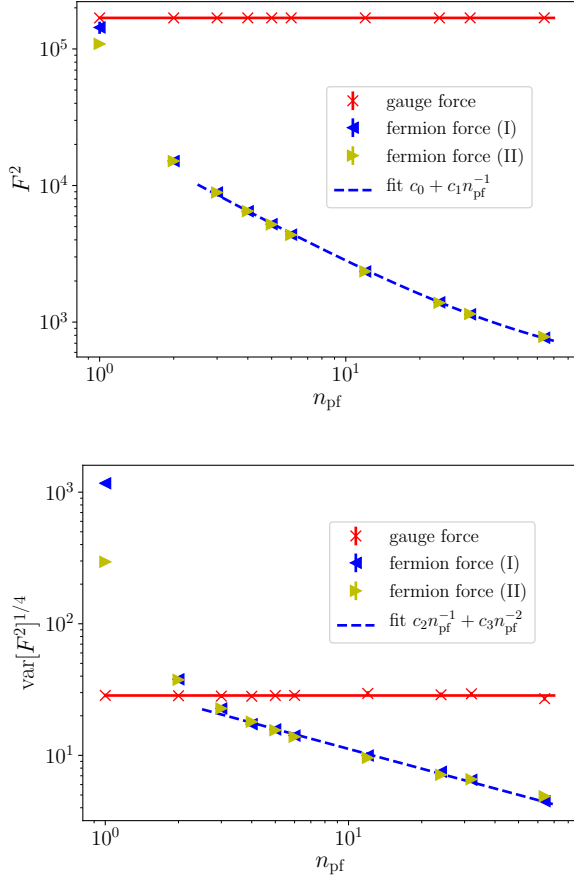 10^5
10^4
10^3
F^2
gauge force
fermion force (I)
fermion force (II)
fit c_0 + c_1 n_pf^{-1}
10^0
10^1
n_pf
10^3
10^2
10^1
var[F^2]^{1/4}
gauge force
fermion force (I)
fermion force (II)
fit c_2 n_pf^{-1} + c_3 n_pf^{-2}
10^0
10^1
n_pf